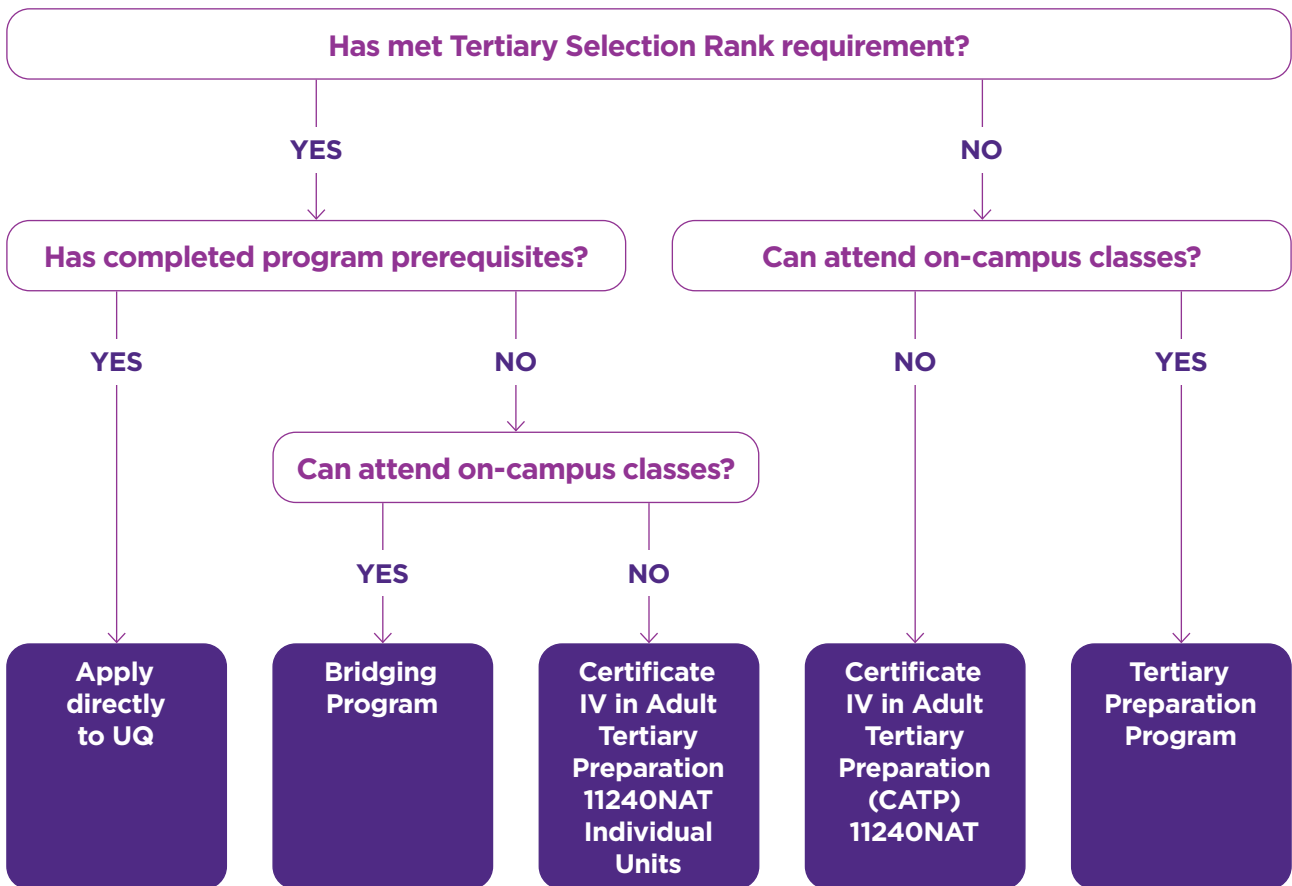 Has met Tertiary Selection Rank requirement?
YES
NO
Has completed program prerequisites?
Can attend on-campus classes?
YES
NO
NO
YES
Can attend on-campus classes?
YES
NO
Apply
directly
to UQ
Bridging
Program
Certificate
IV in Adult
Tertiary
Preparation
11240NAT
Individual
Units
Certificate
IV in Adult
Tertiary
Preparation
(CATP)
11240NAT
Tertiary
Preparation
Program